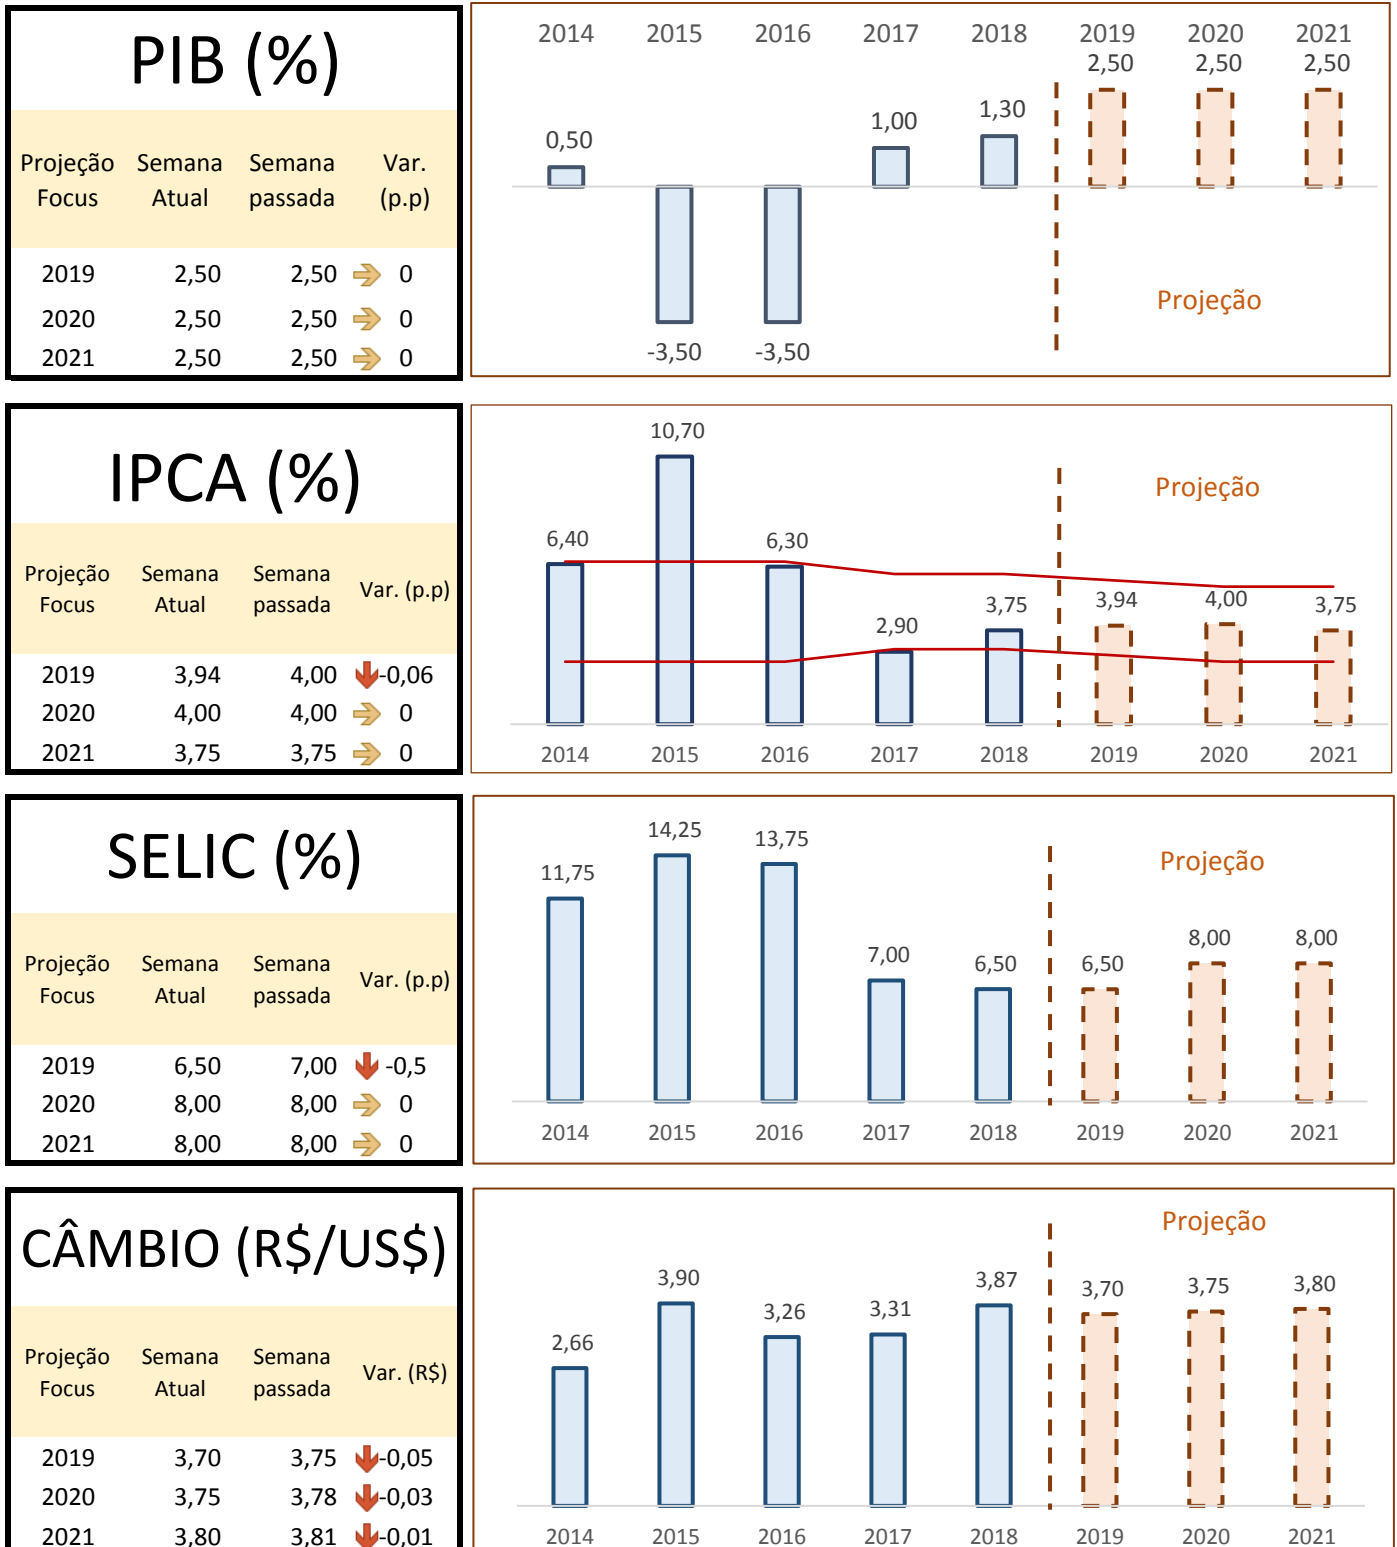 PIB (%)
Projeção Semana Semana Var.
Focus Atual passada (p.p)
2019 2,50 2,50 0
2020 2,50 2,50 0
2021 2,50 2,50 0
2014 2015 2016 2017 2018 2019 2020 2021
2,50 2,50 2,50
1,30
1,00
0,50
Projeção
-3,50 -3,50
IPCA (%)
Projeção Semana Semana Var. (p.p)
Focus Atual passada
2019 3,94 4,00 -0,06
2020 4,00 4,00 0
2021 3,75 3,75 0
10,70
Projeção
6,40 6,30
2,90 3,75 3,94 4,00 3,75
2014 2015 2016 2017 2018 2019 2020 2021
SELIC (%)
Projeção Semana Semana Var. (p.p)
Focus Atual passada
2019 6,50 7,00 -0,5
2020 8,00 8,00 0
2021 8,00 8,00 0
14,25 13,75
Projeção
11,75
7,00 6,50 6,50 8,00 8,00
2014 2015 2016 2017 2018 2019 2020 2021
CÂMBIO (R$/US$)
Projeção Semana Semana Var. (R$)
Focus Atual passada
2019 3,70 3,75 -0,05
2020 3,75 3,78 -0,03
2021 3,80 3,81 -0,01
Projeção
2,66 3,90 3,26 3,31 3,87 3,70 3,75 3,80
2014 2015 2016 2017 2018 2019 2020 2021